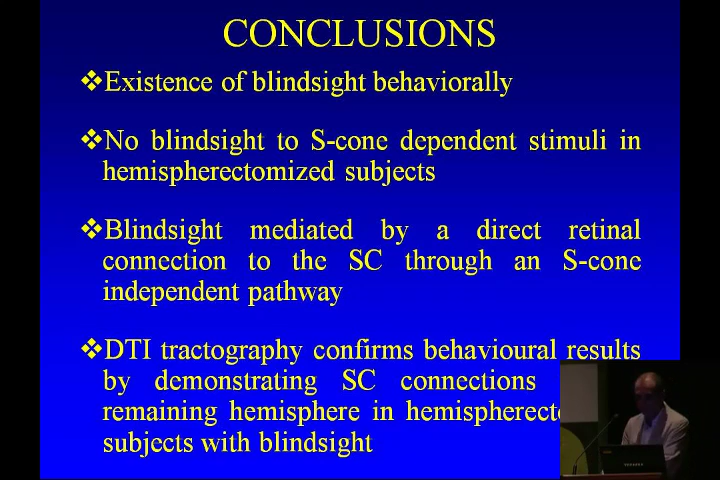 CONCLUSIONS
❖Existence of blindsight behaviorally
❖No blindsight to S-cone dependent stimuli in
hemispherectomized subjects
❖Blindsight mediated by a direct retinal
connection to the SC through an S-cone
independent pathway
❖DTI tractography confirms behavioural results
by demonstrating SC connections
remaining hemisphere in
subjects with blindsight